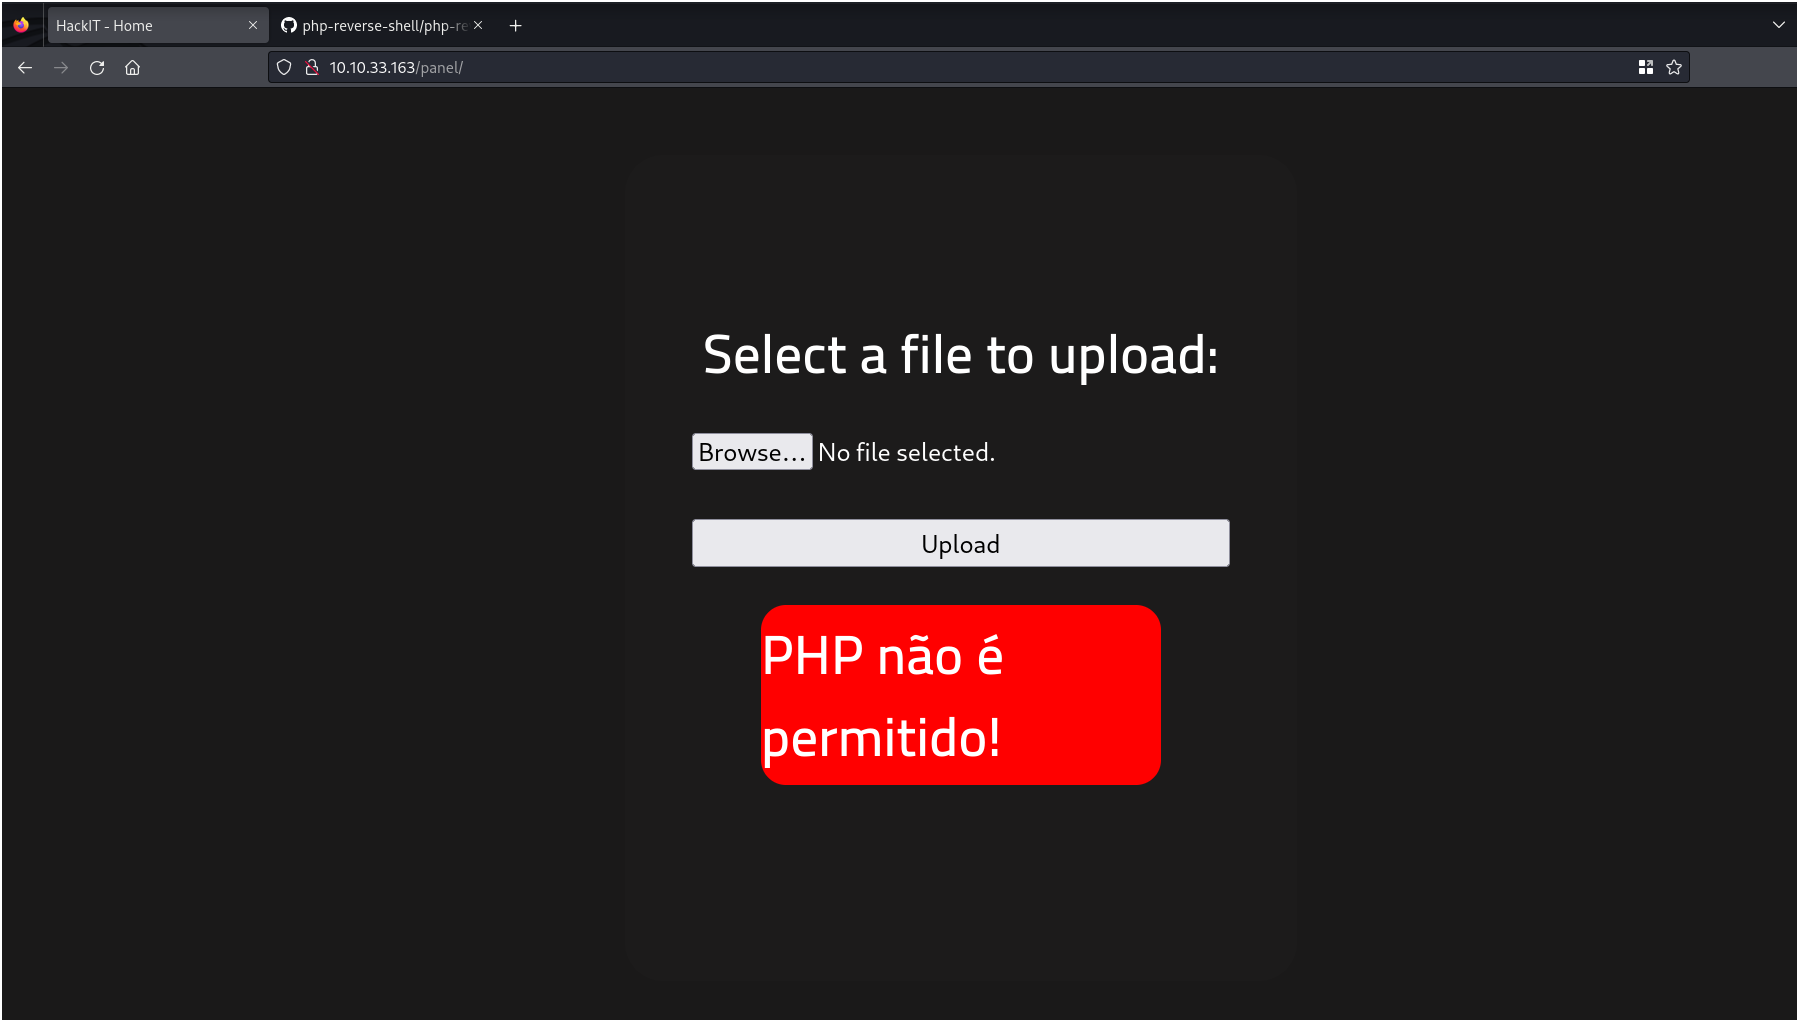 HackIT - Home
php-reverse-shell/php-re
10.10.33.163/panel/
Select a file to upload:
Browse... No file selected.
Upload
PHP não é
permitido!